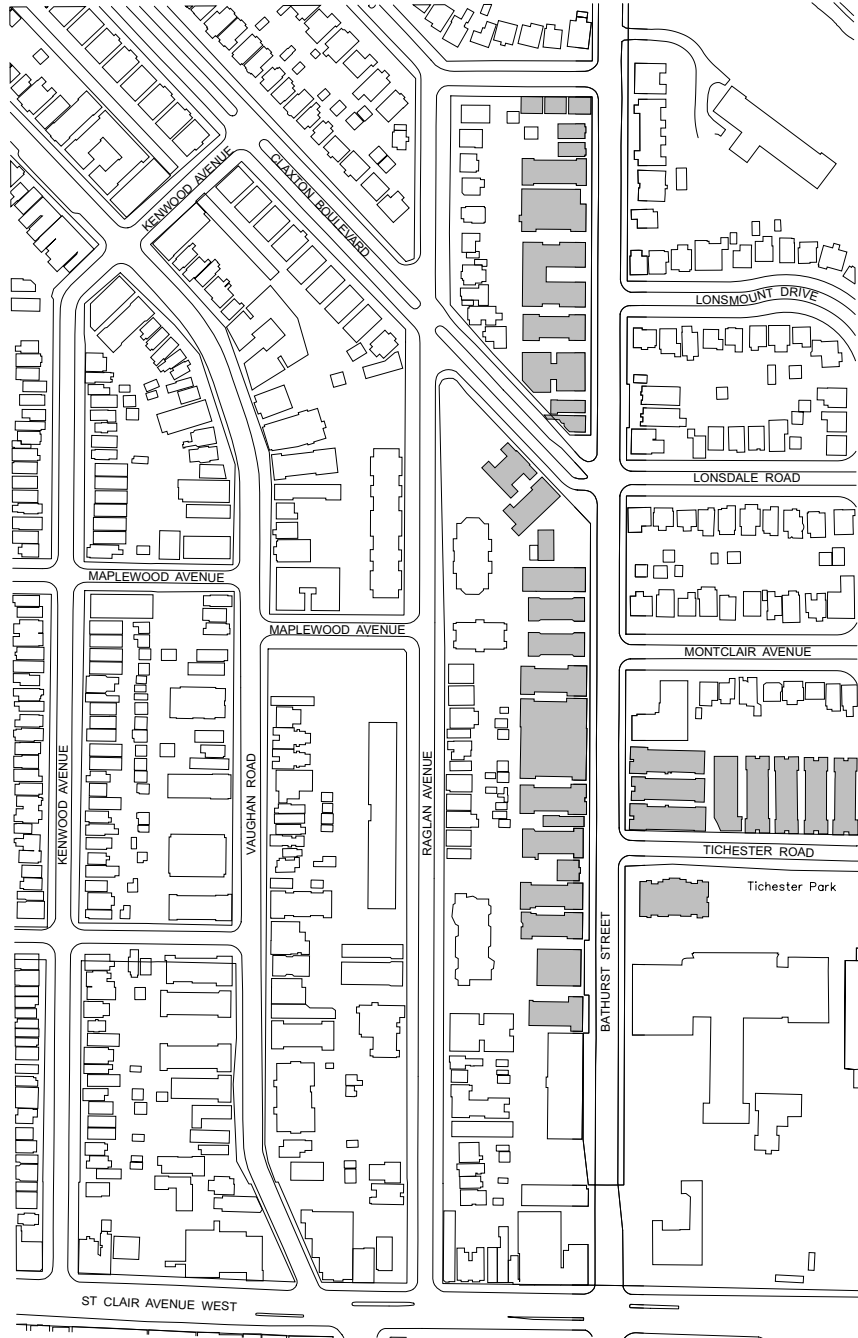 KENWOOD AVENUE
CLAXTON BOULEVARD
LONSMOUNT DRIVE
LONSDALE ROAD
MAPLEWOOD AVENUE
MAPLEWOOD AVENUE
MONTCLAIR AVENUE
KENWOOD AVENUE
VAUGHAN ROAD
RAGLAN AVENUE
TICHESTER ROAD
Tichester Park
BATHURST STREET
ST CLAIR AVENUE WEST